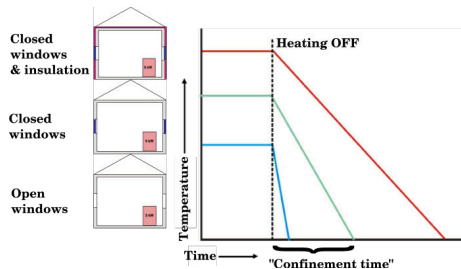 Closed
windows
& insulation
Closed
windows
Open
windows
Heating OFF
Temperature
Time
"Confinement time"